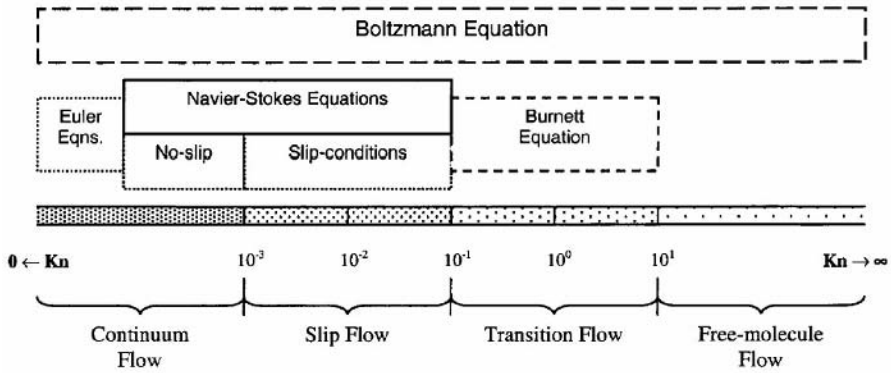 Boltzmann Equation
Euler
Eqns.
Navier-Stokes Equations
No-slip
Slip-conditions
Burnett
Equation
0 ← Kn
10⁻³
10⁻²
10⁻¹
10⁰
10¹
Kn → ∞
Continuum
Flow
Slip Flow
Transition Flow
Free-molecule
Flow